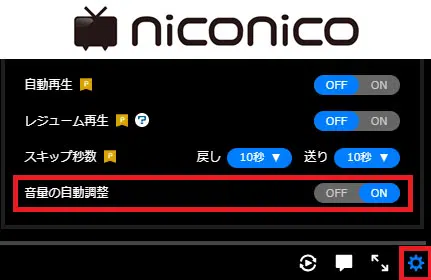 niconico
自動再生 P OFF ON
レジューム再生 P ? OFF ON
スキップ秒数 P 戻し 10秒 ▼ 送り 10秒 ▼
音量の自動調整 OFF ON